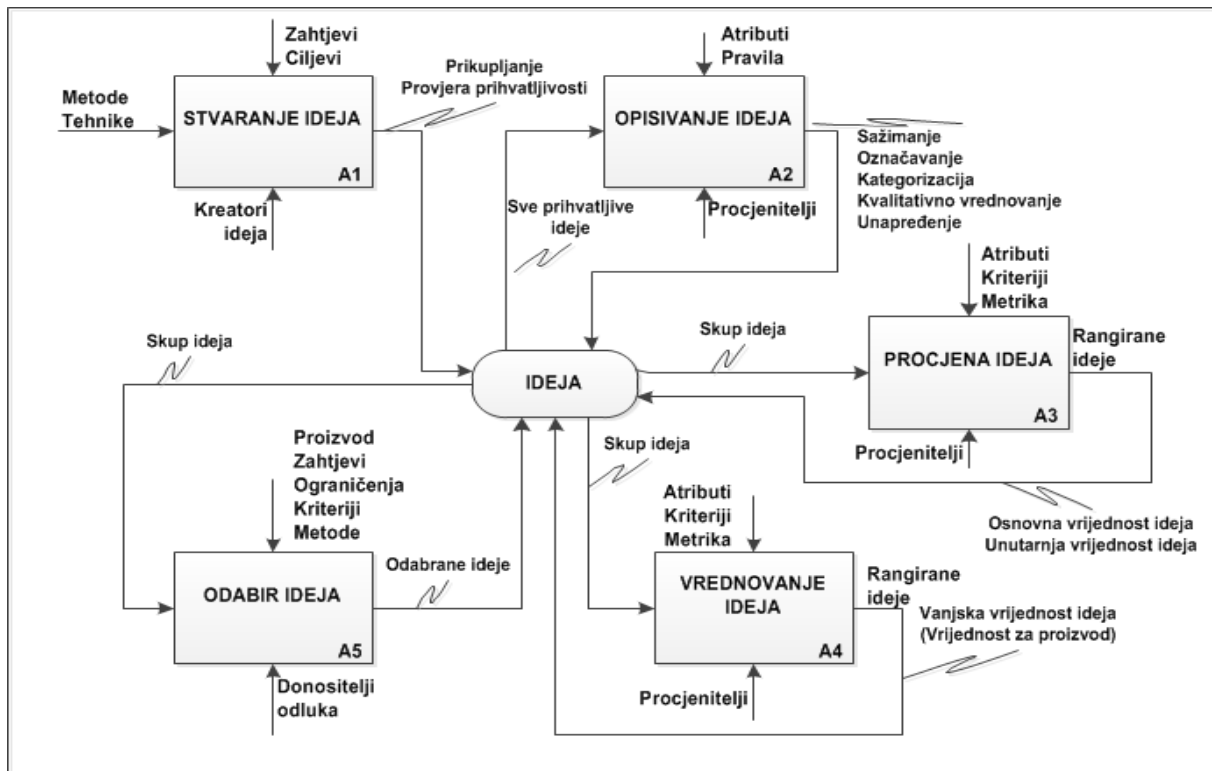 Zahtjevi
Ciljevi
Metode
Tehnike
STVARANJE IDEJA
A1
Kreatori
ideja
Prikupljanje
Provjera prihvatljivosti
Atributi
Pravila
OPISIVANJE IDEJA
A2
Procjenitelji
Sažimanje
Označavanje
Kategorizacija
Kvalitativno vrednovanje
Unapređenje
Sve prihvatljive
ideje
Atributi
Kriteriji
Metrika
Skup ideja
PROCJENA IDEJA
A3
Rangirane
ideje
Procjenitelji
Osnovna vrijednost ideja
Unutarnja vrijednost ideja
IDEJA
Skup ideja
Skup ideja
Atributi
Kriteriji
Metrika
VREDNOVANJE
IDEJA
A4
Rangirane
ideje
Procjenitelji
Vanjska vrijednost ideja
(Vrijednost za proizvod)
Proizvod
Zahtjevi
Ograničenja
Kriteriji
Metode
ODABIR IDEJA
A5
Odabrane ideje
Donositelji
odluka